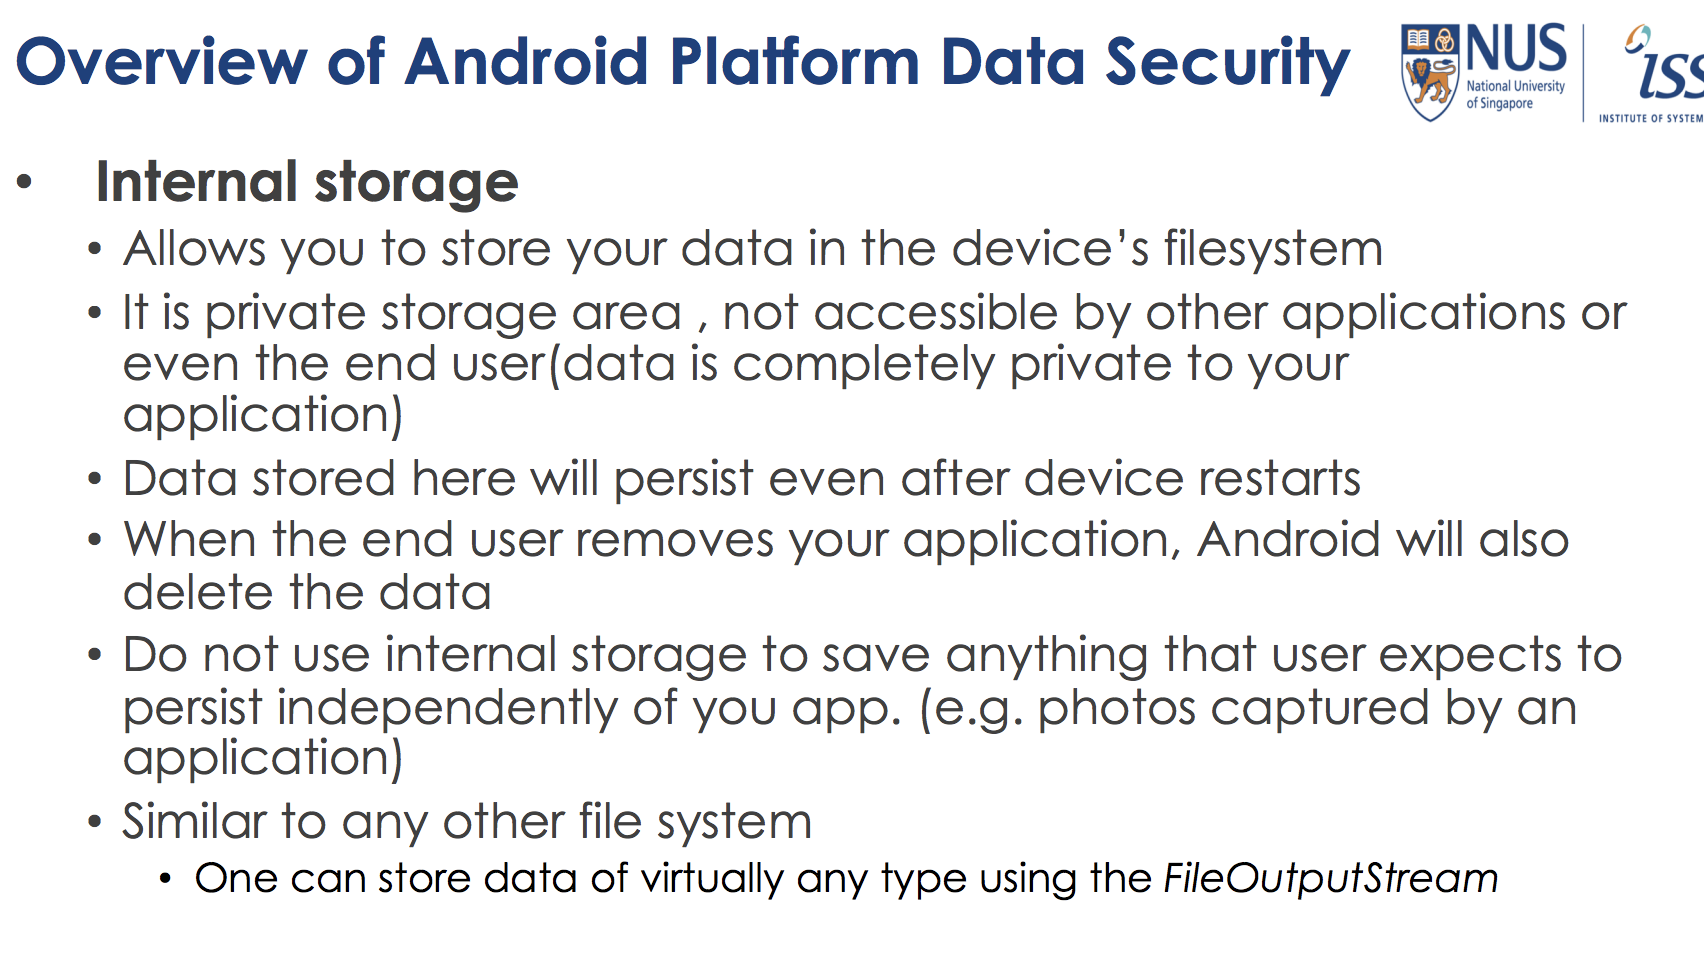 Overview of Android Platform Data Security
NUS
National University
of Singapore
iss
INSTITUTE OF SYSTEM
• Internal storage
• Allows you to store your data in the device’s filesystem
• It is private storage area , not accessible by other applications or
even the end user(data is completely private to your
application)
• Data stored here will persist even after device restarts
• When the end user removes your application, Android will also
delete the data
• Do not use internal storage to save anything that user expects to
persist independently of you app. (e.g. photos captured by an
application)
• Similar to any other file system
• One can store data of virtually any type using the FileOutputStream